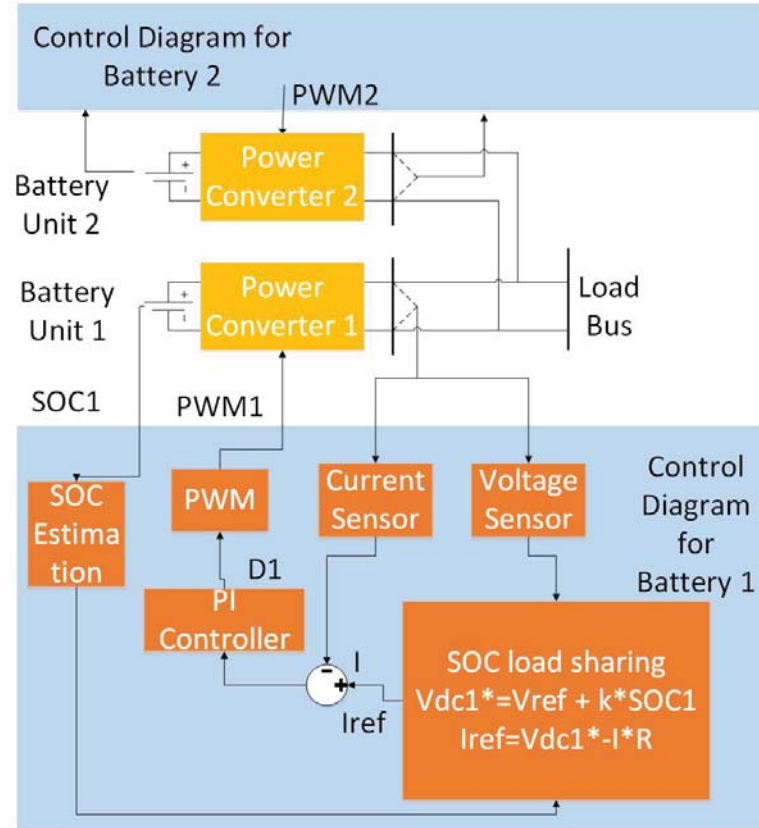 Control Diagram for
Battery 2
PWM2
Power
Converter 2
+
Battery
Unit 2
Power
Converter 1
+
Battery
Unit 1
Load
Bus
SOC1
PWM1
SOC
Estima
tion
PWM
Current
Sensor
Voltage
Sensor
Control
Diagram
for
Battery 1
D1
PI
Controller
-
+
I
Iref
SOC load sharing
Vdc1*=Vref + k*SOC1
Iref=Vdc1*-I*R